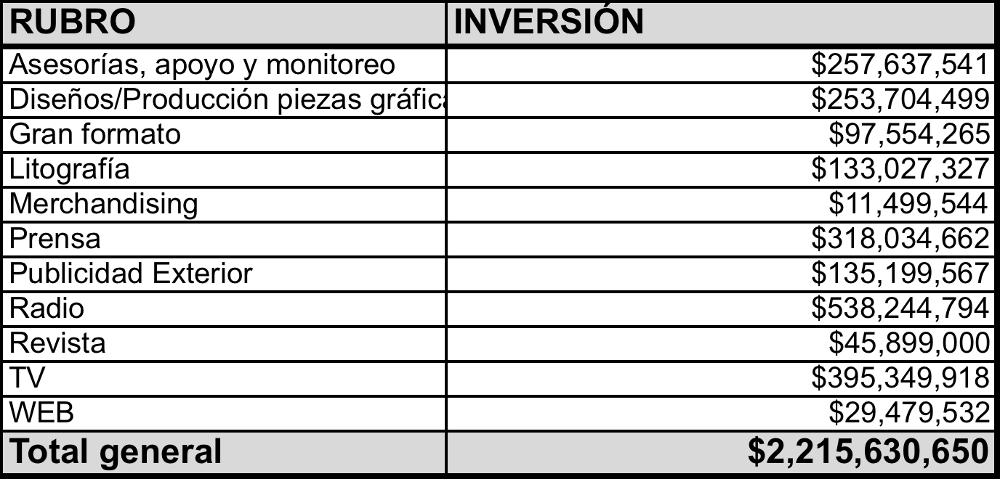 RUBRO INVERSIÓN
Asesorías, apoyo y monitoreo $257,637,541
Diseños/Producción piezas gráfica $253,704,499
Gran formato $97,554,265
Litografía $133,027,327
Merchandising $11,499,544
Prensa $318,034,662
Publicidad Exterior $135,199,567
Radio $538,244,794
Revista $45,899,000
TV $395,349,918
WEB $29,479,532
Total general $2,215,630,650